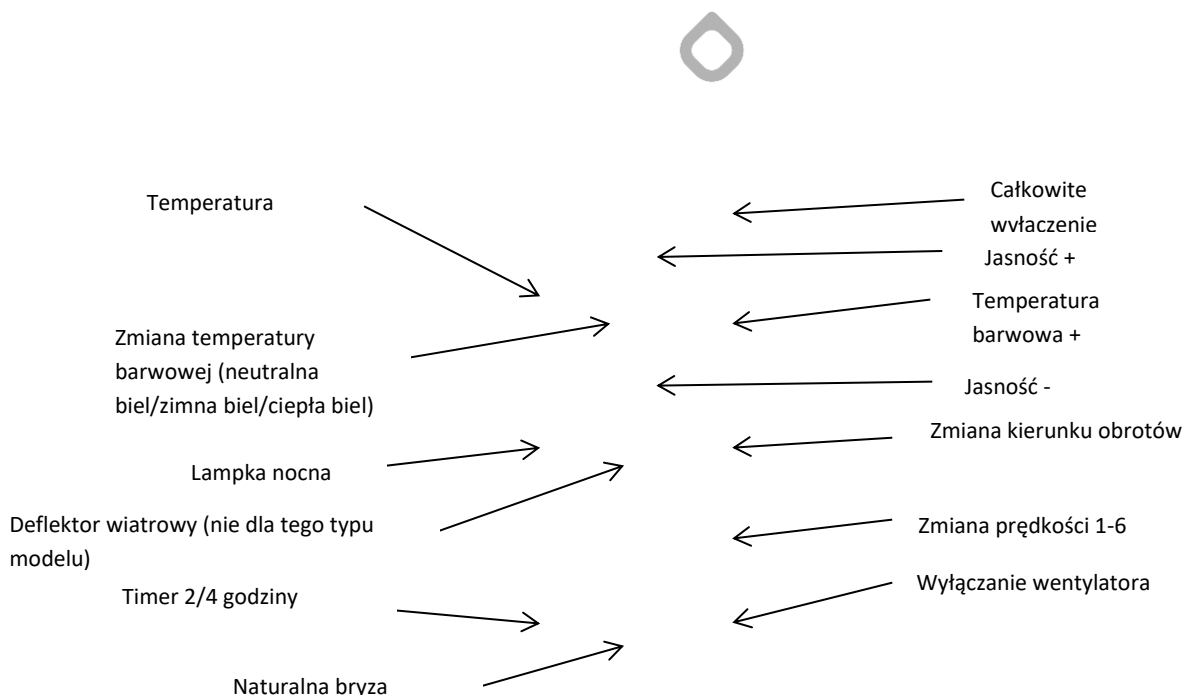 Temperatura
Zmiana temperatury
barwowej (neutralna
biel/zimna biel/ciepła biel)
Lampka nocna
Deflektor wiatrowy (nie dla tego typu
modelu)
Timer 2/4 godziny
Naturalna bryza
Całkowite
wyłączenie
Jasność +
Temperatura
barwowa +
Jasność -
Zmiana kierunku obrotów
Zmiana prędkości 1-6
Wyłączanie wentylatora